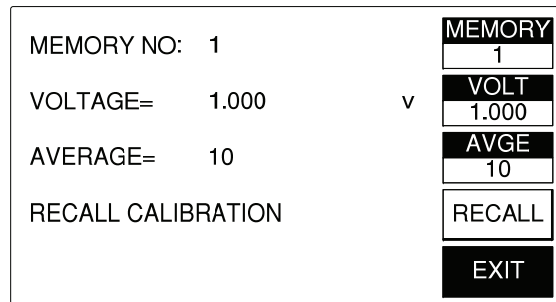 MEMORY NO: 1
VOLTAGE= 1.000 v
AVERAGE= 10
RECALL CALIBRATION
MEMORY
1
VOLT
1.000
AVGE
10
RECALL
EXIT